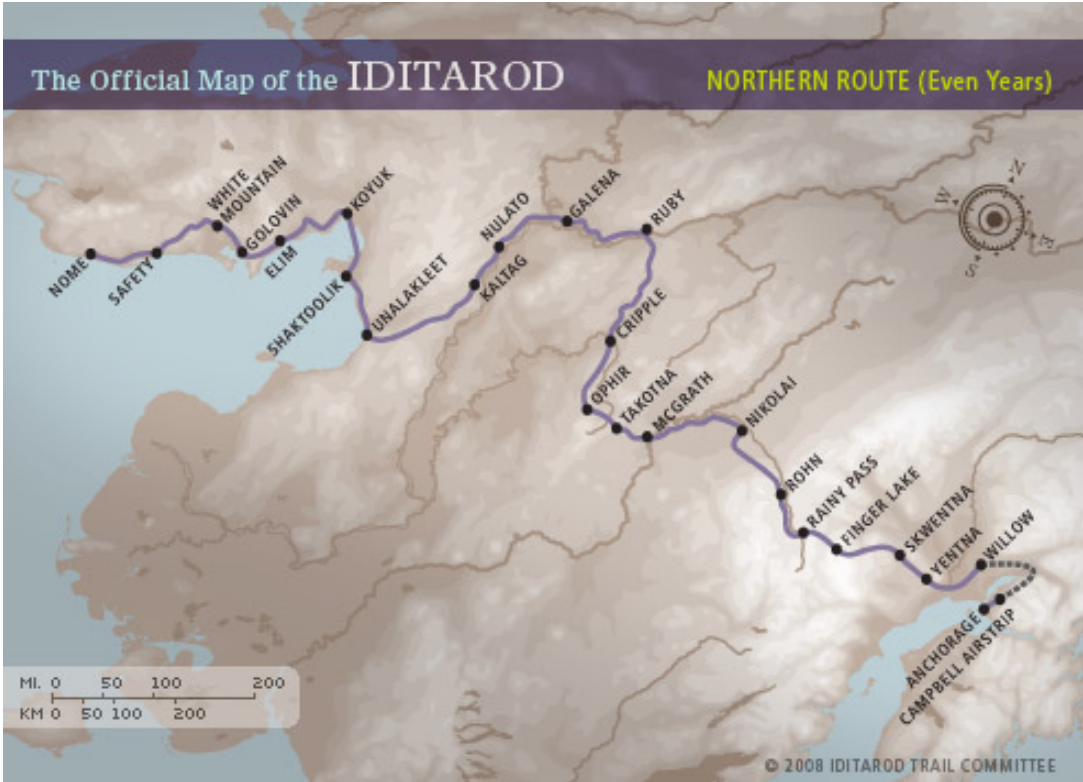 The Official Map of the IDITAROD
NORTHERN ROUTE (Even Years)
N
W
E
S
NOME
SAFETY
WHITE
MOUNTAIN
GOLOVIN
ELIM
KOYUK
SHAKTOOLIK
UNALAKLEET
KALTAG
NULATO
GALENA
RUBY
CRIPPLE
OPHIR
TAKOTNA
MCGRATH
NIKOLAI
ROHN
RAINY PASS
FINGER LAKE
SKWENTNA
YENTNA
WILLOW
ANCHORAGE
CAMPBELL AIRSTRIP
MI. 0 50 100 200
KM 0 50 100 200
© 2008 IDITAROD TRAIL COMMITTEE